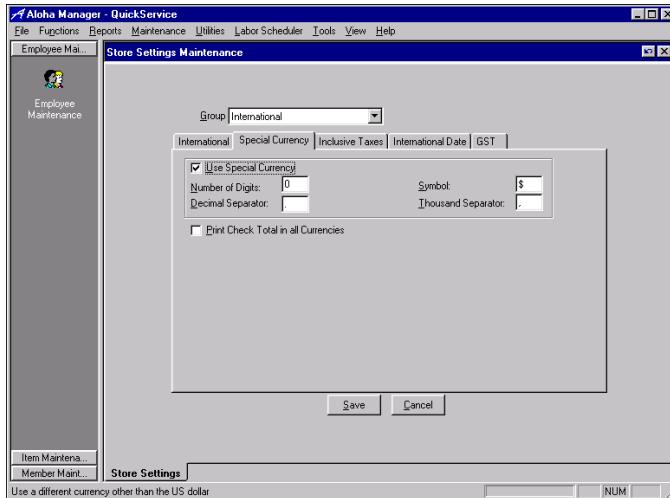 Aloha Manager - QuickService
File Functions Reports Maintenance Utilities Labor Scheduler Tools View Help
Employee Mai...
Store Settings Maintenance
Employee
Maintenance
Group International
International Special Currency Inclusive Taxes International Date GST
Use Special Currency
Number of Digits: 0 Symbol: $
Decimal Separator: . Thousand Separator: ,
Print Check Total in all Currencies
Save Cancel
Item Maintena...
Member Maint... Store Settings
Use a different currency other than the US dollar NUM